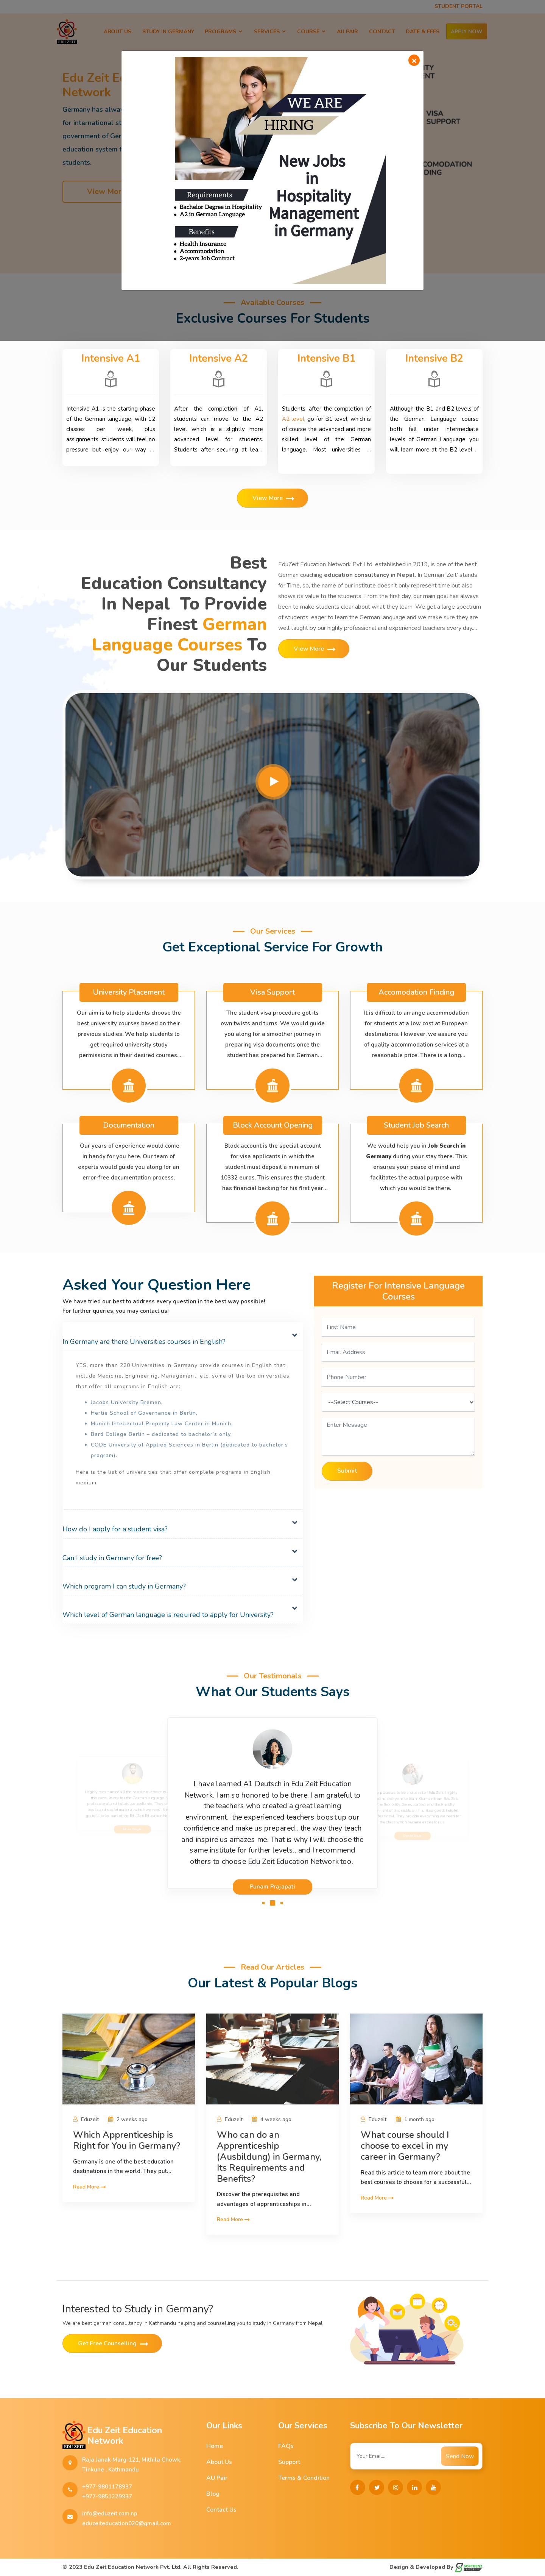 STUDENT PORTAL
ABOUT US STUDY IN GERMANY PROGRAMS SERVICES COURSE AU PAIR CONTACT DATE & FEES APPLY NOW
Edu Zeit
Network
Germany has
for international
government of
education system
students.
View More
WE ARE
HIRING
New Jobs
in
Hospitality
Management
in Germany
Requirements
Bachelor Degree in Hospitality
A2 in German Language
Benefits
Health Insurance
Accommodation
2-years Job Contract
VISA
SUPPORT
Available Courses
Exclusive Courses For Students
Intensive A1
Intensive A1 is the starting phase
of the German language, with 12
classes per week, plus
assignments, students will feel no
pressure but enjoy our way
Intensive A2
After the completion of A1,
students can move to the A2
level which is a slightly more
advanced level for students.
Students after securing at lea
Intensive B1
Students, after the completion of
A2 level, go for B1 level, which is
of course the advanced and more
skilled level of the German
language. Most universities
Intensive B2
Although the B1 and B2 levels of
the German Language course
both fall under intermediate
levels of German Language, you
will learn more at the B2 level...
View More
Best
Education Consultancy
In Nepal To Provide
Finest German
Language Courses To
Our Students
EduZeit Education Network Pvt Ltd, established in 2019, is one of the best
German coaching education consultancy in Nepal. In German 'Zeit' stands
for Time, so, the name of our institute doesn't only represent time but also
shows its value to the students. From the first day, our main goal has always
been to make students clear about what they learn. We get a large spectrum
of students, eager to learn the German language and we make sure they are
well taught by our highly professional and experienced teachers every day....
View More
Our Services
Get Exceptional Service For Growth
University Placement
Our aim is to help students choose the
best university courses based on their
previous studies. We help students to
get required university study
permissions in their desired courses....
Visa Support
The student visa procedure got its
own twists and turns. We would guide
you along for a smoother journey in
preparing visa documents once the
student has prepared his German...
Accomodation Finding
It is difficult to arrange accommodation
for students at a low cost at European
destinations. However, we assure you
of quality accommodation services at a
reasonable price. There is a long...
Documentation
Our years of experience would come
in handy for you here. Our team of
experts would guide you along for an
error-free documentation process.
Block Account Opening
Block account is the special account
for visa applicants in which the
student must deposit a minimum of
10332 euros. This ensures the student
has financial backing for his first year...
Student Job Search
We would help you in Job Search in
Germany during your stay there. This
ensures your peace of mind and
facilitates the actual purpose with
which you would be there.
Asked Your Question Here
We have tried our best to address every question in the best way possible!
For further queries, you may contact us!
In Germany are there Universities courses in English?
YES, more than 220 Universities in Germany provide courses in English that
include Medicine, Engineering, Management, etc. some of the top universities
that offer all programs in English are:
Jacobs University Bremen,
Hertie School of Governance in Berlin,
Munich Intellectual Property Law Center in Munich,
Bard College Berlin – dedicated to bachelor's only,
CODE University of Applied Sciences in Berlin (dedicated to bachelor's
program).
Here is the list of universities that offer complete programs in English
medium
How do I apply for a student visa?
Can I study in Germany for free?
Which program I can study in Germany?
Which level of German language is required to apply for University?
Register For Intensive Language
Courses
First Name
Email Address
Phone Number
--Select Courses--
Enter Message
Submit
Our Testimonals
What Our Students Says
I have learned A1 Deutsch in Edu Zeit Education
Network. I am so honored to be there. I am grateful to
the teachers who created a great learning
environment. the experienced teachers boost up our
confidence and make us prepared.. the way they teach
and inspire us amazes me. That is why I will choose the
same institute for further levels.. and I recommend
others to choose Edu Zeit Education Network too.
Punam Prajapati
Read Our Articles
Our Latest & Popular Blogs
Eduzeit 2 weeks ago
Which Apprenticeship is
Right for You in Germany?
Germany is one of the best education
destinations in the world. They put...
Read More
Eduzeit 4 weeks ago
Who can do an
Apprenticeship
(Ausbildung) in Germany,
Its Requirements and
Benefits?
Discover the prerequisites and
advantages of apprenticeships in...
Read More
Eduzeit 1 month ago
What course should I
choose to excel in my
career in Germany?
Read this article to learn more about the
best courses to choose for a successful...
Read More
Interested to Study in Germany?
We are best german consultancy in Kathmandu helping and counselling you to study in Germany from Nepal
Get Free Counselling
Edu Zeit Education
Network
Raja Janak Marg-121, Mithila Chowk,
Tinkune , Kathmandu
+977-9801178937
+977-9851229937
info@eduzeit.com.np
eduzeiteducation020@gmail.com
Our Links
Home
About Us
AU Pair
Blog
Contact Us
Our Services
FAQs
Support
Terms & Condition
Subscribe To Our Newsletter
Your Email...
Send Now
© 2023 Edu Zeit Education Network Pvt. Ltd. All Rights Reserved.
Design & Developed By